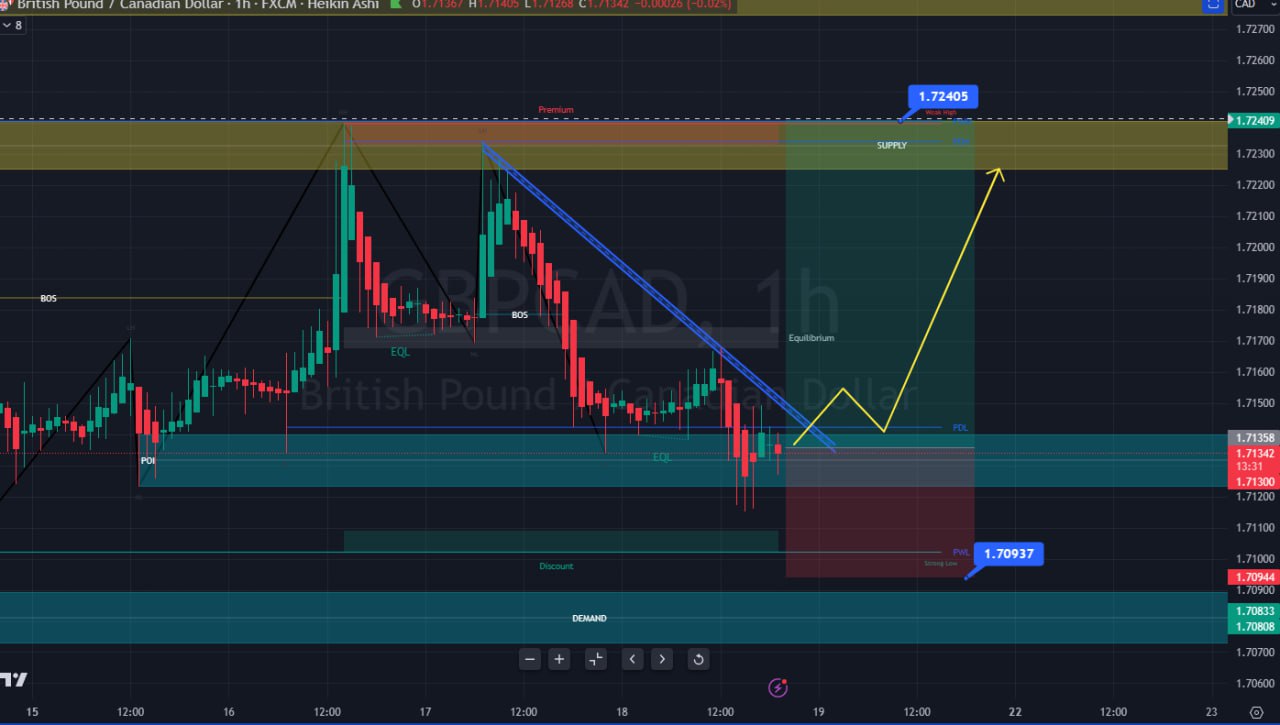 British Pound / Canadian Dollar · 1h · FXCM · Heikin Ashi O1.71367 H1.71405 L1.71268 C1.71342 −0.00026 (−0.02%)
CAD
8
1.72700
1.72600
1.72500
1.72405
Premium
Weak High
1.72409
SUPPLY
1.72300
1.72200
1.72100
1.72000
1.71900
GBPCAD, 1h
BOS
BOS
1.71800
Equilibrium
1.71700
EQL
1.71600
British Pound / Canadian Dollar
1.71500
PDL
1.71358
EQL
POI
1.71342
13:31
1.71300
1.71200
1.71100
PWL
1.70937
1.71000
Strong Low
Discount
1.70944
1.70900
1.70833
DEMAND
1.70808
1.70700
1.70600
15 12:00 16 12:00 17 12:00 18 12:00 19 12:00 22 12:00 23